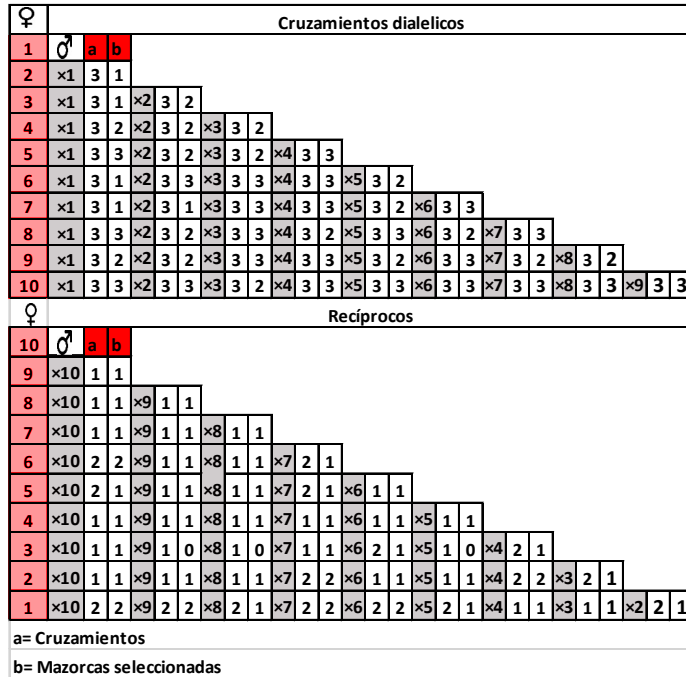 ♀ Cruzamientos dialelicos
1 ♂ a b
2 ×1 3 1
3 ×1 3 1 ×2 3 2
4 ×1 3 2 ×2 3 2 ×3 3 2
5 ×1 3 3 ×2 3 2 ×3 3 2 ×4 3 3
6 ×1 3 1 ×2 3 3 ×3 3 3 ×4 3 3 ×5 3 2
7 ×1 3 1 ×2 3 1 ×3 3 3 ×4 3 3 ×5 3 2 ×6 3 3
8 ×1 3 3 ×2 3 2 ×3 3 3 ×4 3 2 ×5 3 3 ×6 3 2 ×7 3 3
9 ×1 3 2 ×2 3 2 ×3 3 3 ×4 3 3 ×5 3 2 ×6 3 3 ×7 3 2 ×8 3 2
10 ×1 3 3 ×2 3 3 ×3 3 2 ×4 3 3 ×5 3 3 ×6 3 3 ×7 3 3 ×8 3 3 ×9 3 3
♀ Recíprocos
10 ♂ a b
9 ×10 1 1
8 ×10 1 1 ×9 1 1
7 ×10 1 1 ×9 1 1 ×8 1 1
6 ×10 2 2 ×9 1 1 ×8 1 1 ×7 2 1
5 ×10 2 1 ×9 1 1 ×8 1 1 ×7 2 1 ×6 1 1
4 ×10 1 1 ×9 1 1 ×8 1 1 ×7 1 1 ×6 1 1 ×5 1 1
3 ×10 1 1 ×9 1 0 ×8 1 0 ×7 1 1 ×6 2 1 ×5 1 0 ×4 2 1
2 ×10 1 1 ×9 1 1 ×8 1 1 ×7 2 2 ×6 1 1 ×5 1 1 ×4 2 2 ×3 2 1
1 ×10 2 2 ×9 2 2 ×8 2 1 ×7 2 2 ×6 2 2 ×5 2 1 ×4 1 1 ×3 1 1 ×2 2 1
a= Cruzamientos
b= Mazorcas seleccionadas